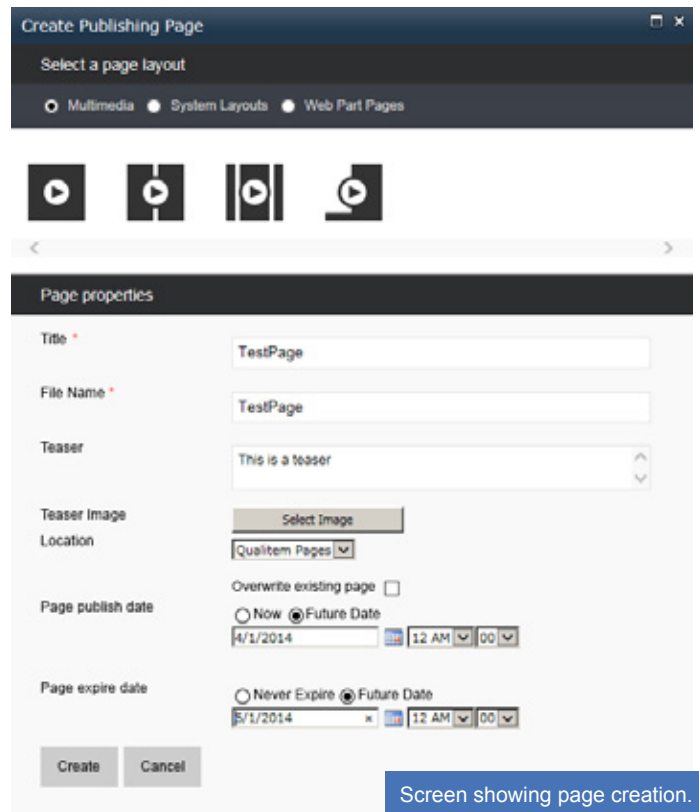 Create Publishing Page
Select a page layout
Multimedia System Layouts Web Part Pages
Page properties
Title *
TestPage
File Name *
TestPage
Teaser
This is a teaser
Teaser Image
Select Image
Location
Qualitem Pages
Overwrite existing page
Page publish date
Now Future Date
4/1/2014 12 AM 00
Page expire date
Never Expire Future Date
5/1/2014 x 12 AM 00
Create Cancel
Screen showing page creation.